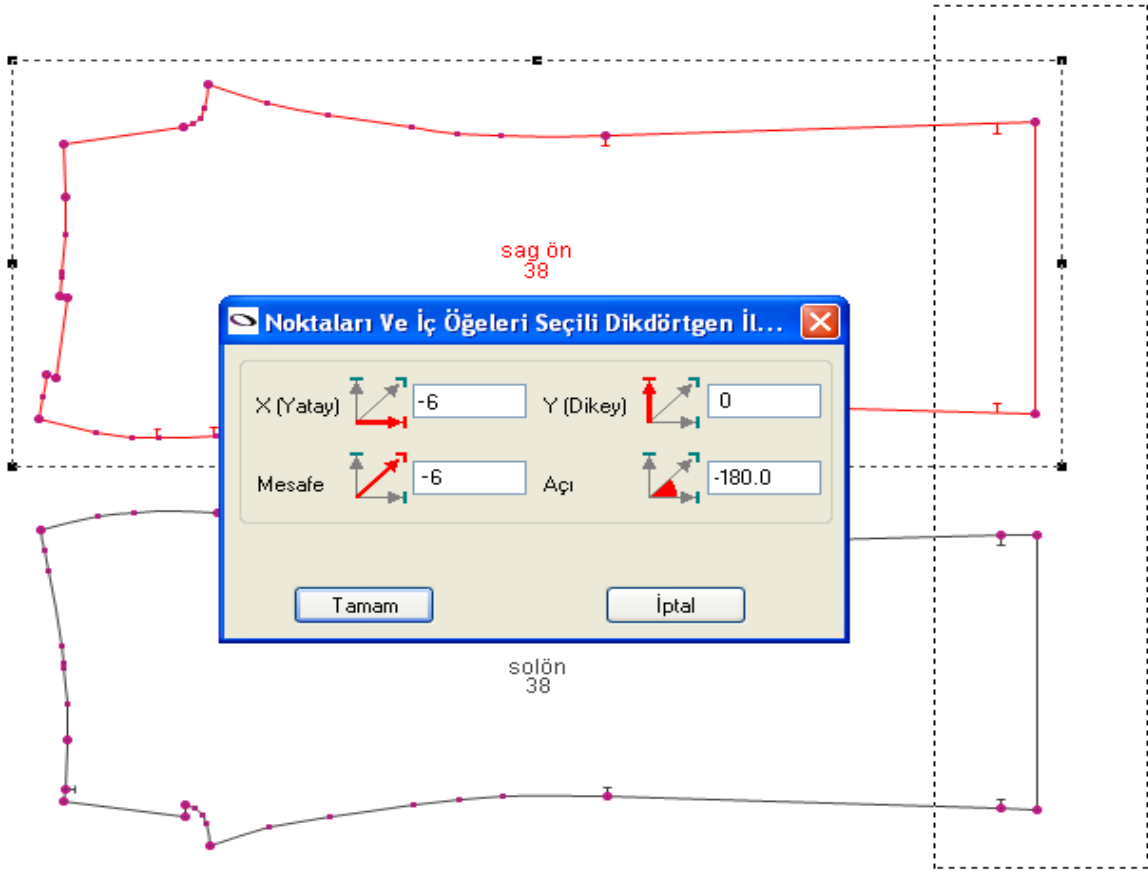 sag ön
38
Noktaları Ve İç Öğeleri Seçili Dikdörtgen İl...
X (Yatay) -6 Y (Dikey) 0
Mesafe -6 Açı -180.0
Tamam İptal
solön
38